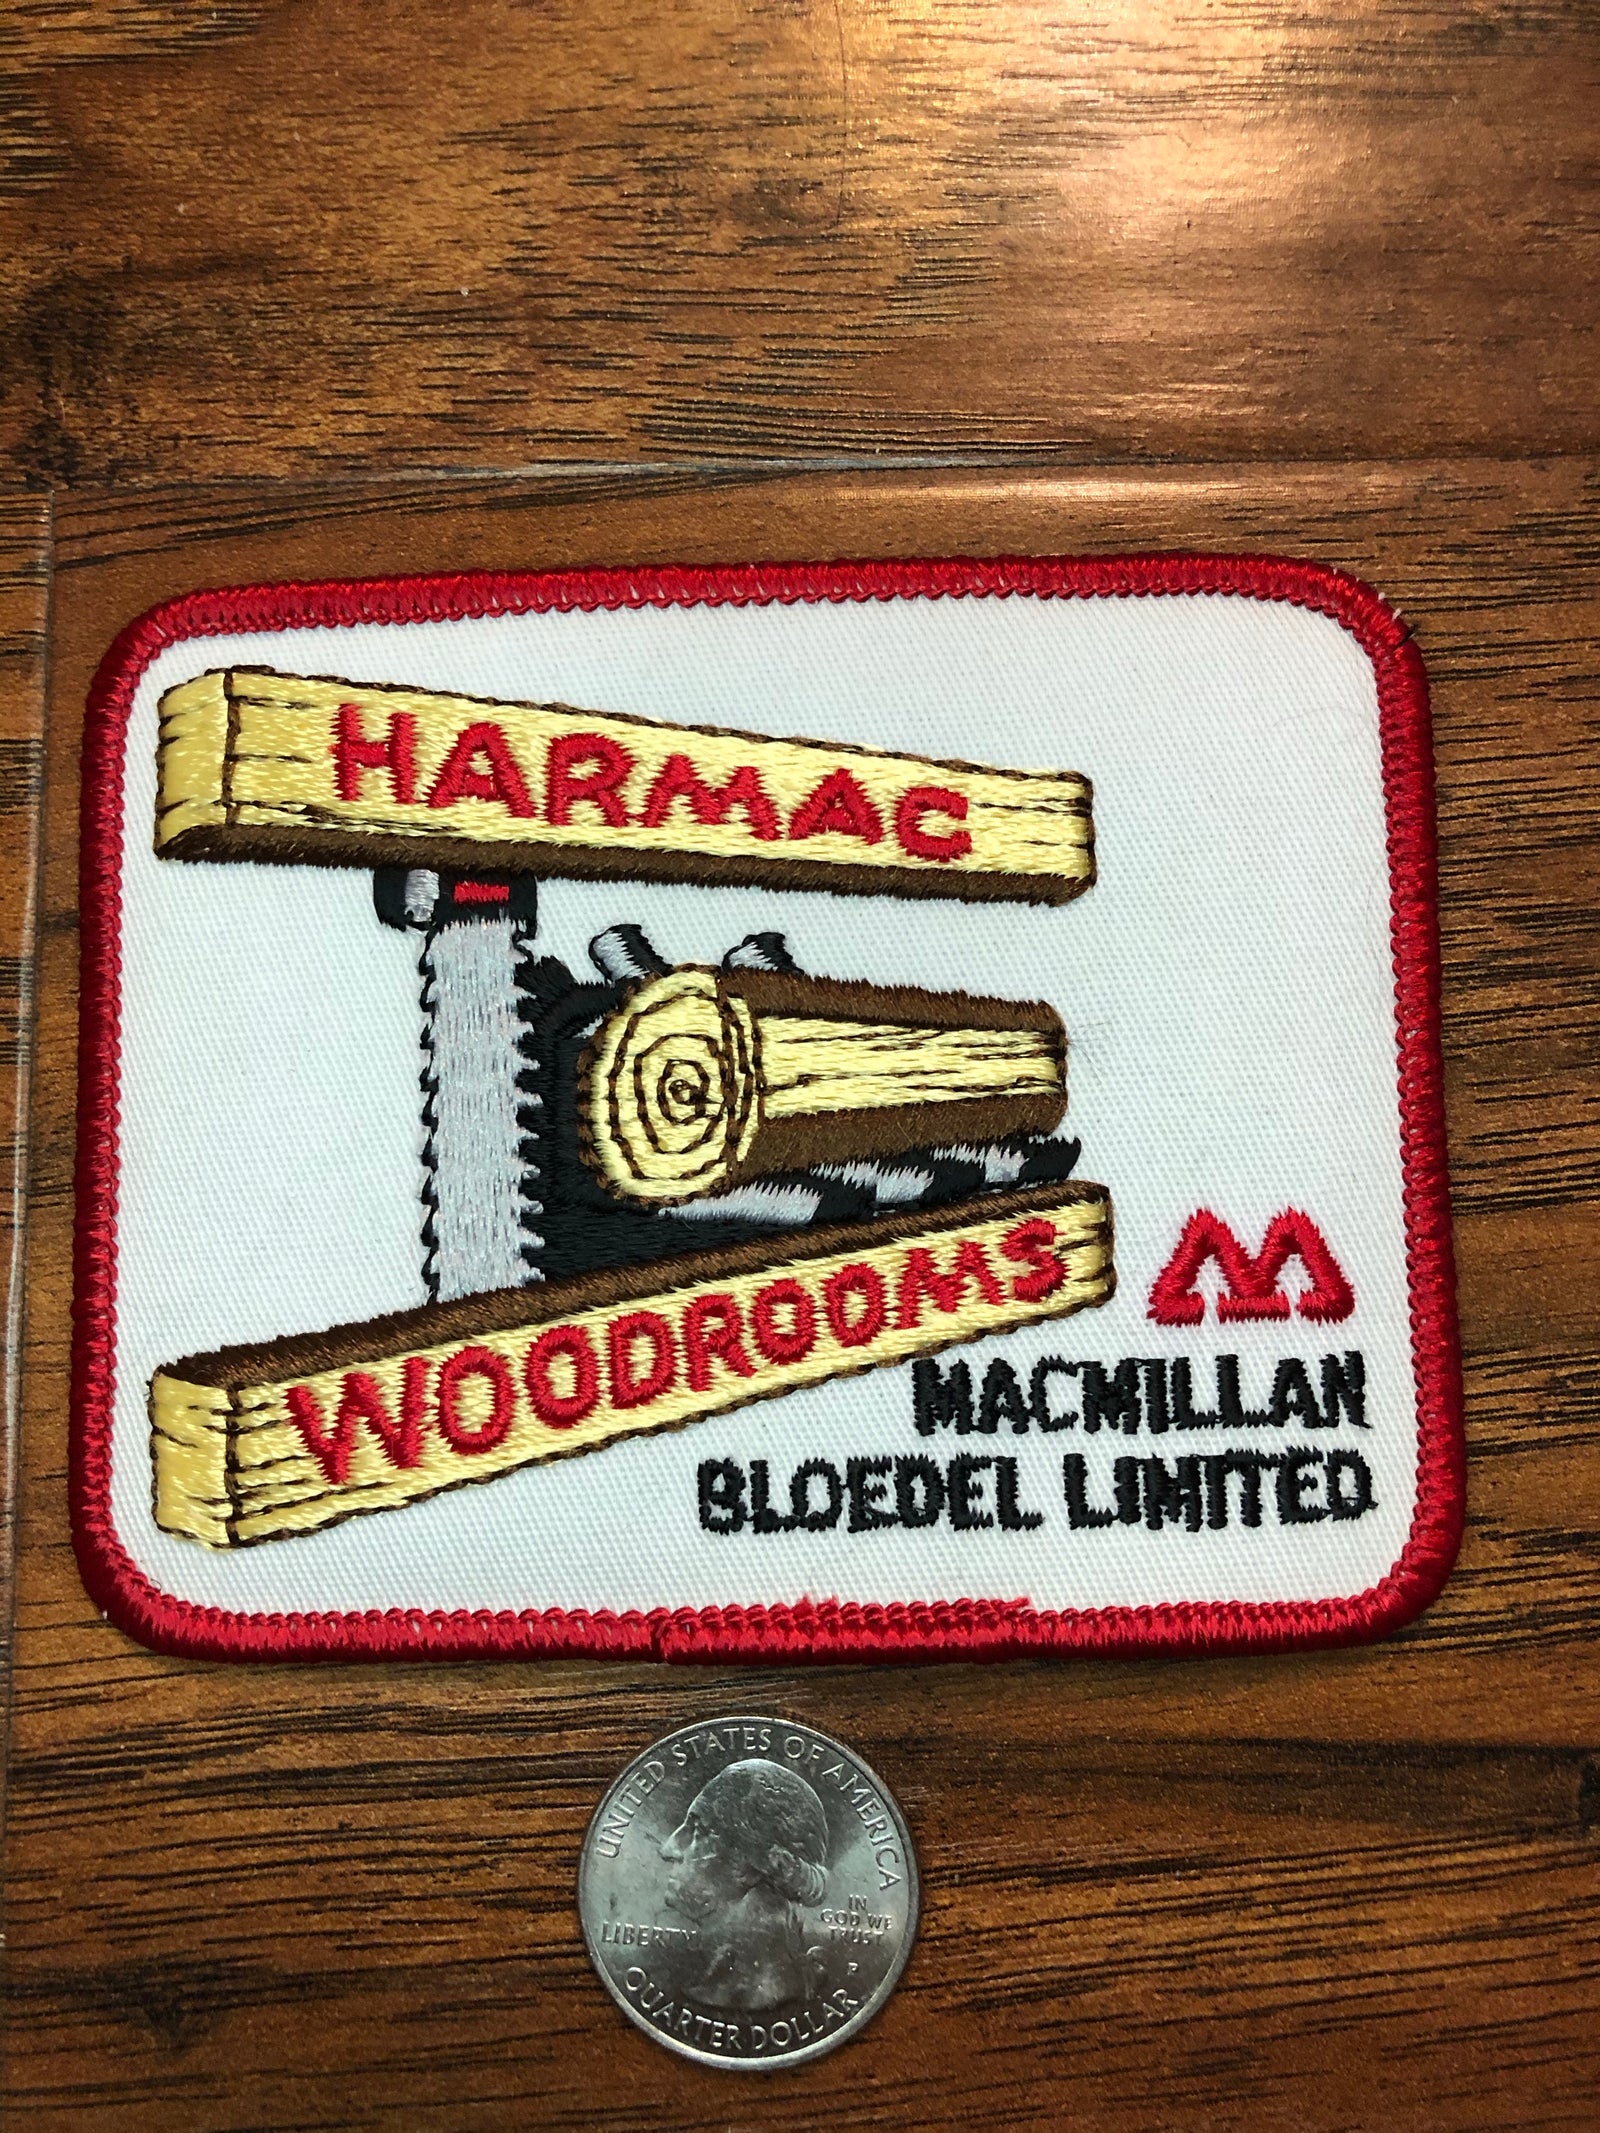 HARMAC
WOODROOMS
MACMILLAN
BLOEDEL LIMITED
UNITED STATES OF AMERICA
LIBERTY
IN
GOD WE
TRUST
P
QUARTER DOLLAR